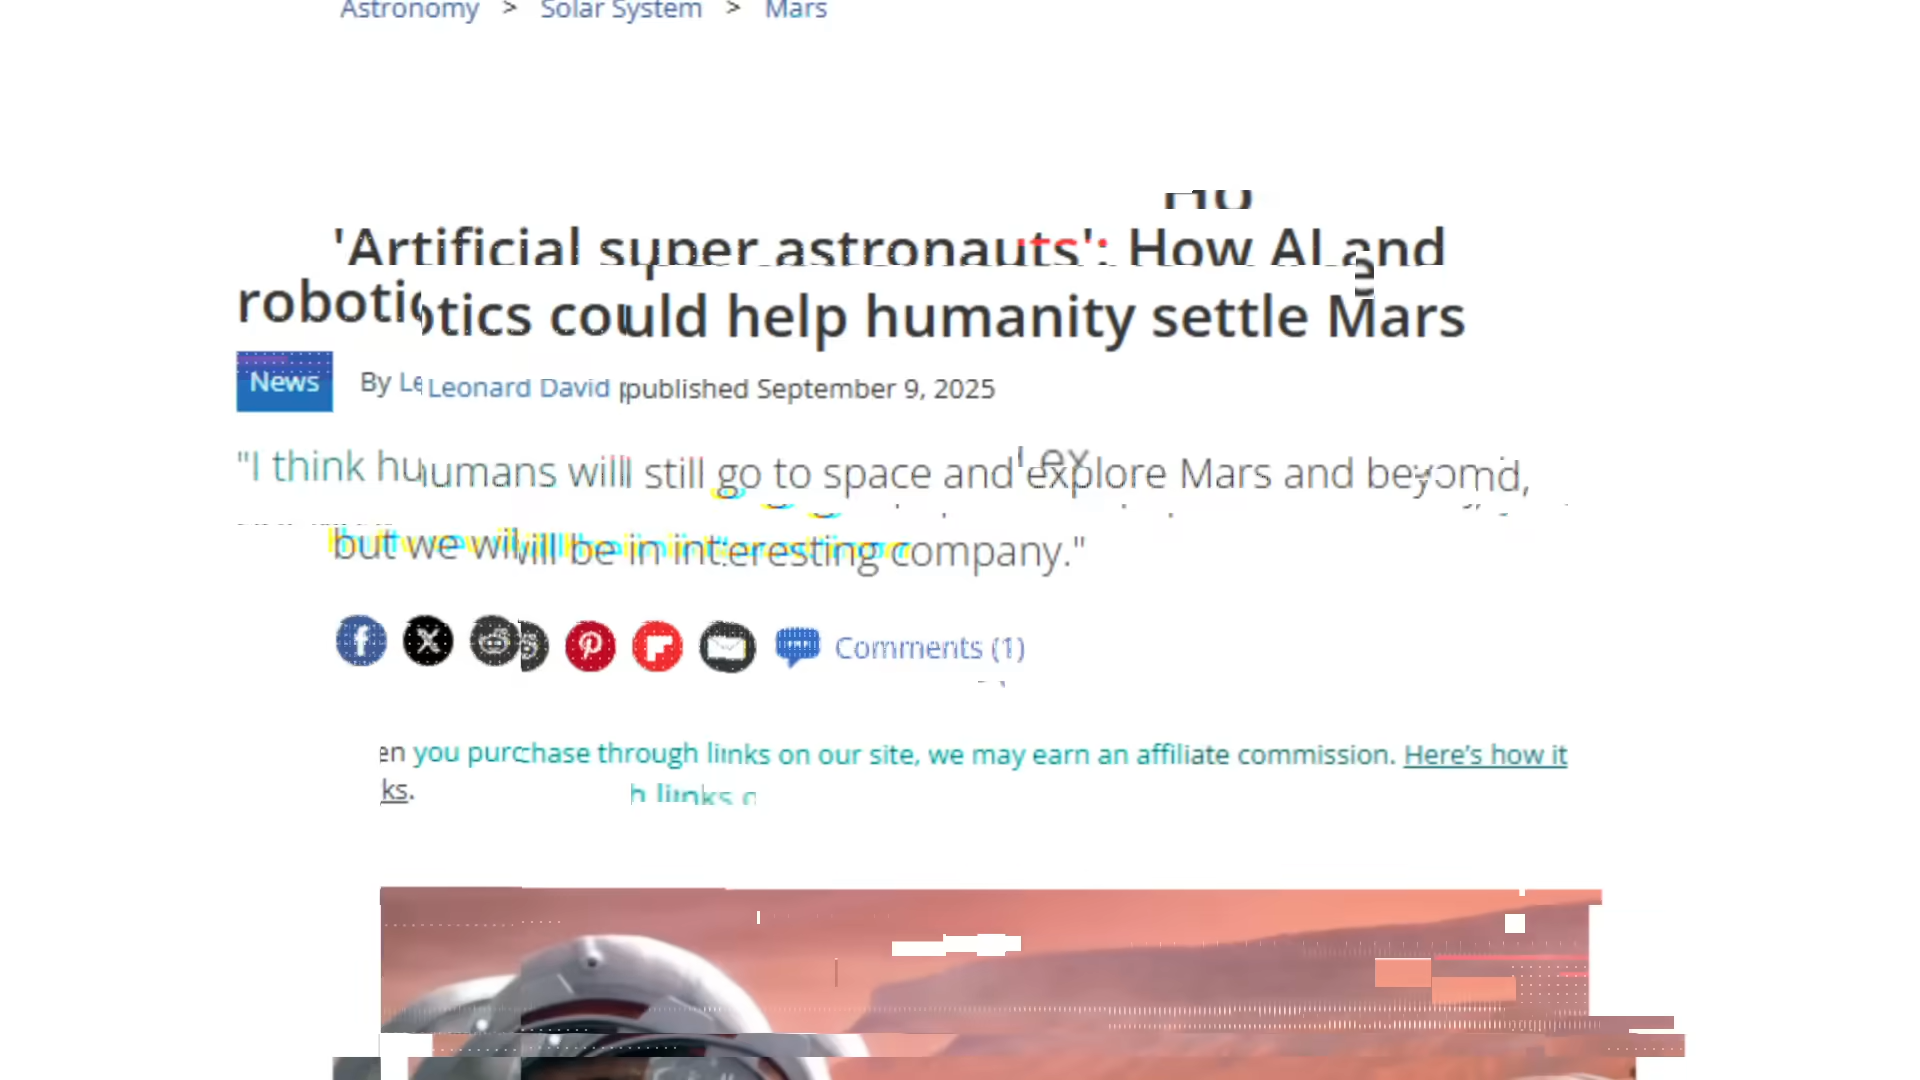 Astronomy > Solar System > Mars
'Artificial super astronauts': How AI and
robotics could help humanity settle Mars
News By Leonard David published September 9, 2025
"I think humans will still go to space and explore Mars and beyond,
but we will be in interesting company."
Comments (1)
en you purchase through links on our site, we may earn an affiliate commission. Here's how it
ks.